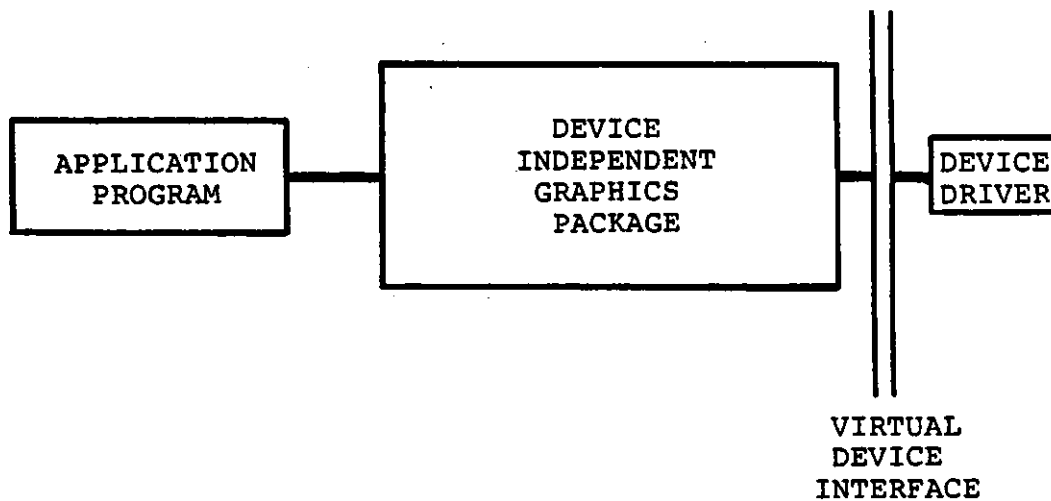 APPLICATION
PROGRAM
DEVICE
INDEPENDENT
GRAPHICS
PACKAGE
DEVICE
DRIVER
VIRTUAL
DEVICE
INTERFACE